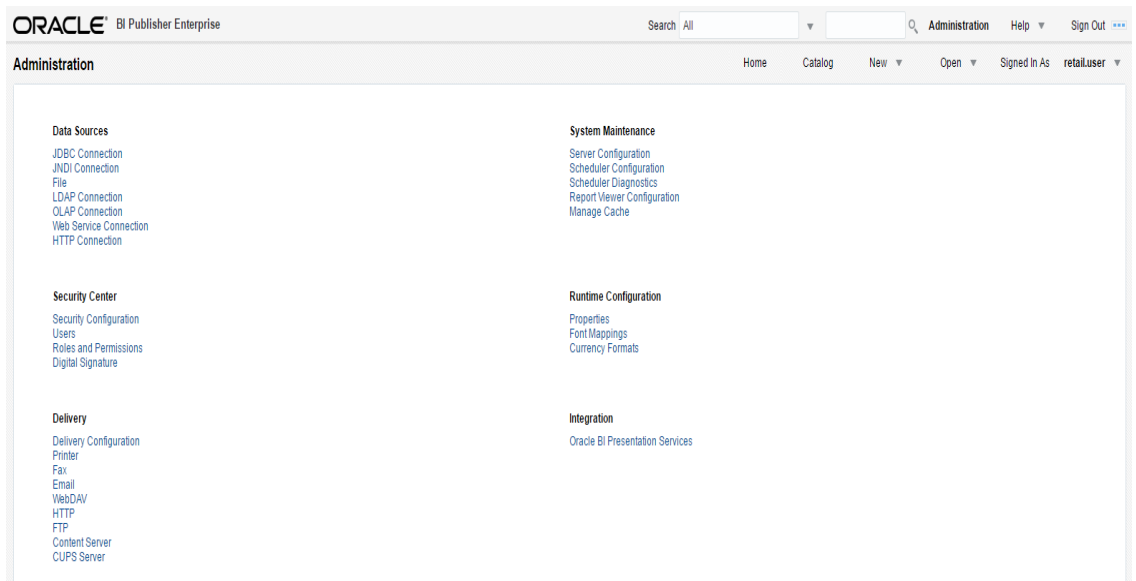 ORACLE BI Publisher Enterprise Search All Administration Help Sign Out
Administration Home Catalog New Open Signed In As retail.user
Data Sources
JDBC Connection
JNDI Connection
File
LDAP Connection
OLAP Connection
Web Service Connection
HTTP Connection
System Maintenance
Server Configuration
Scheduler Configuration
Scheduler Diagnostics
Report Viewer Configuration
Manage Cache
Security Center
Security Configuration
Users
Roles and Permissions
Digital Signature
Runtime Configuration
Properties
Font Mappings
Currency Formats
Delivery
Delivery Configuration
Printer
Fax
Email
WebDAV
HTTP
FTP
Content Server
CUPS Server
Integration
Oracle BI Presentation Services